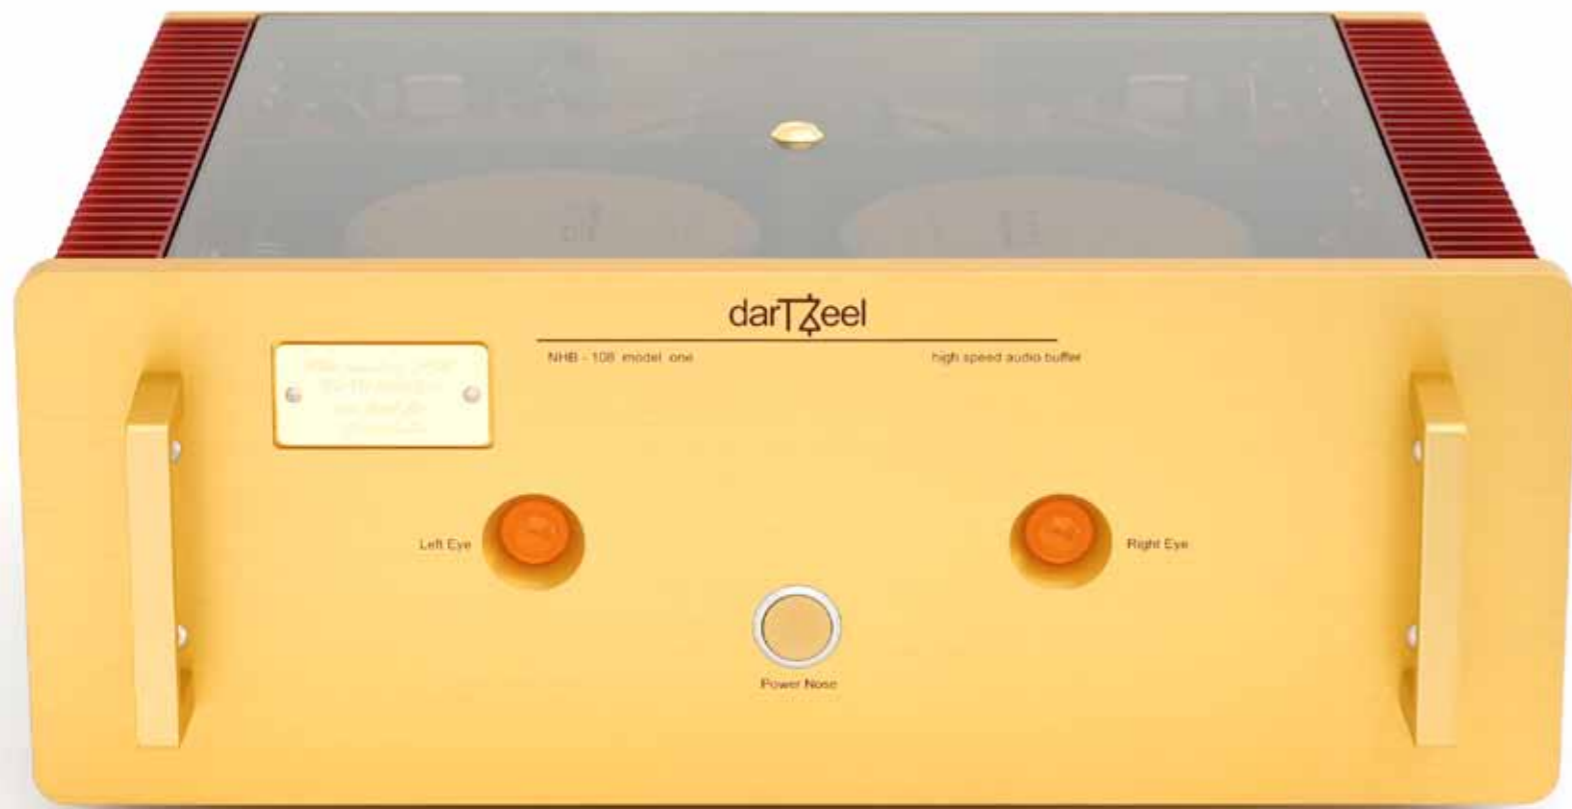 darTZeel
NHB - 108 model one
high speed audio buffer
Left Eye
Right Eye
Power Nose